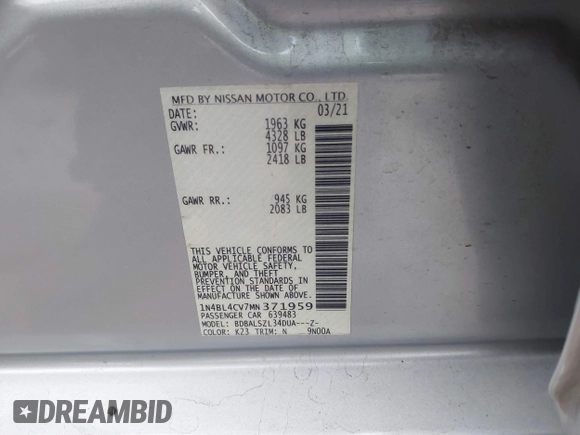 MFD BY NISSAN MOTOR CO., LTD.
DATE: 03/21
GVWR: 1963 KG
4328 LB
GAWR FR.: 1097 KG
2418 LB
GAWR RR.: 945 KG
2083 LB
THIS VEHICLE CONFORMS TO
ALL APPLICABLE FEDERAL
MOTOR VEHICLE SAFETY,
BUMPER, AND THEFT
PREVENTION STANDARDS IN
EFFECT ON THE DATE OF
MANUFACTURE SHOWN ABOVE.
1N4BL4CV7MN371959
PASSENGER CAR 639483
MODEL: BDBALSZL34DUA---Z-
COLOR: K23 TRIM: N 9N00A
DREAMBID